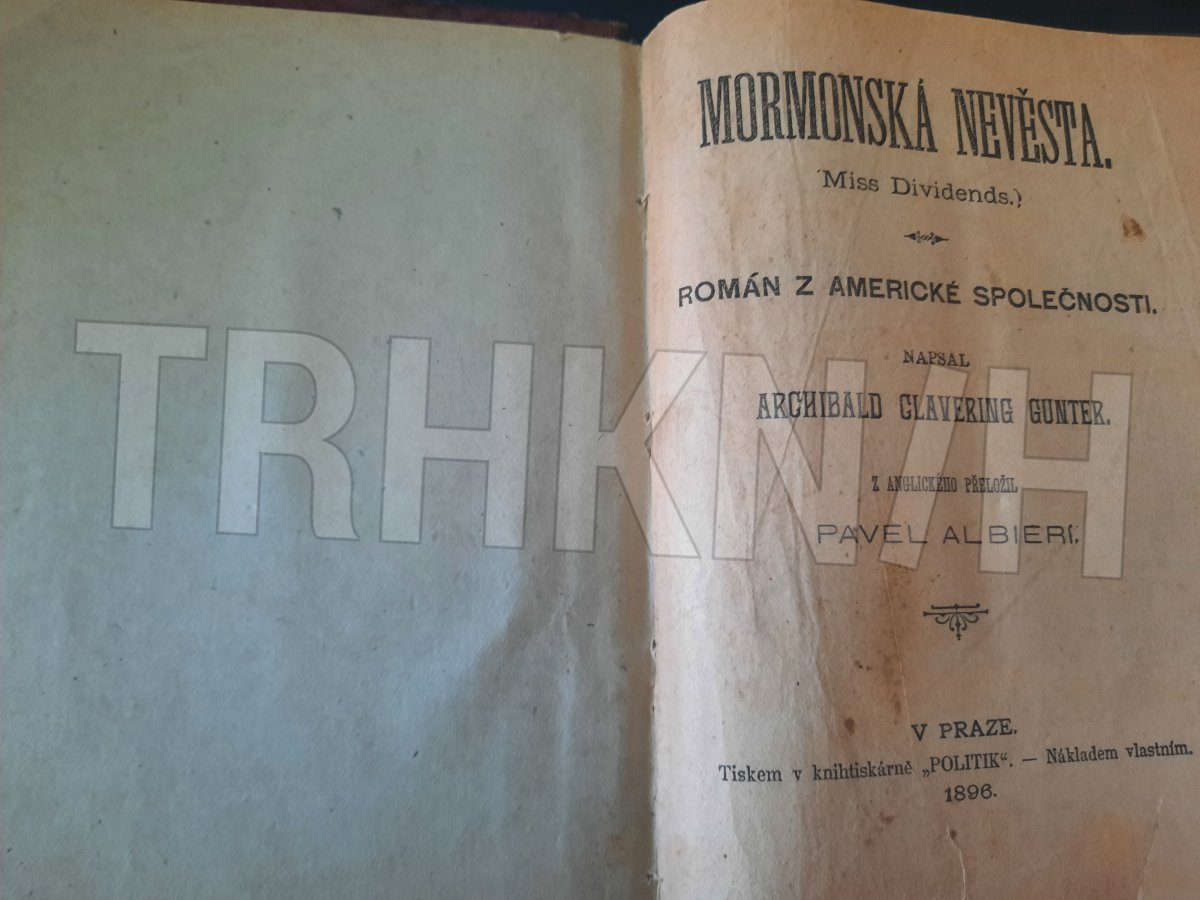 MORMONSKÁ NEVĚSTA.
(Miss Dividends.)
ROMÁN Z AMERICKÉ SPOLEČNOSTI.
NAPSAL
ARCHIBALD CLAVERING GUNTER.
Z ANGLICKÉHO PŘELOŽIL
PAVEL ALBIERI.
V PRAZE.
Tiskem v knihtiskárně „POLITIK“. — Nákladem vlastním.
1896.
TRHKNIH